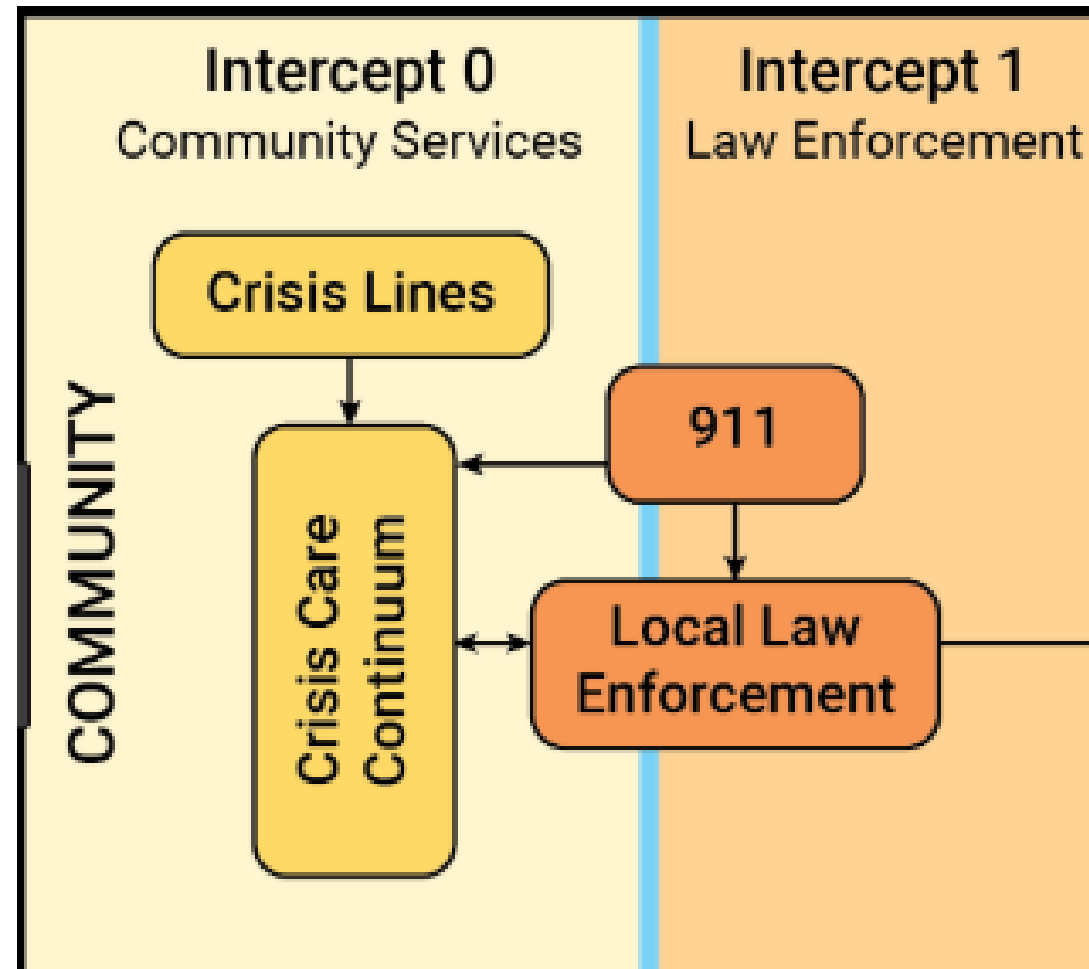 Intercept 0
Community Services
Intercept 1
Law Enforcement
Crisis Lines
911
COMMUNITY
Crisis Care
Continuum
Local Law
Enforcement